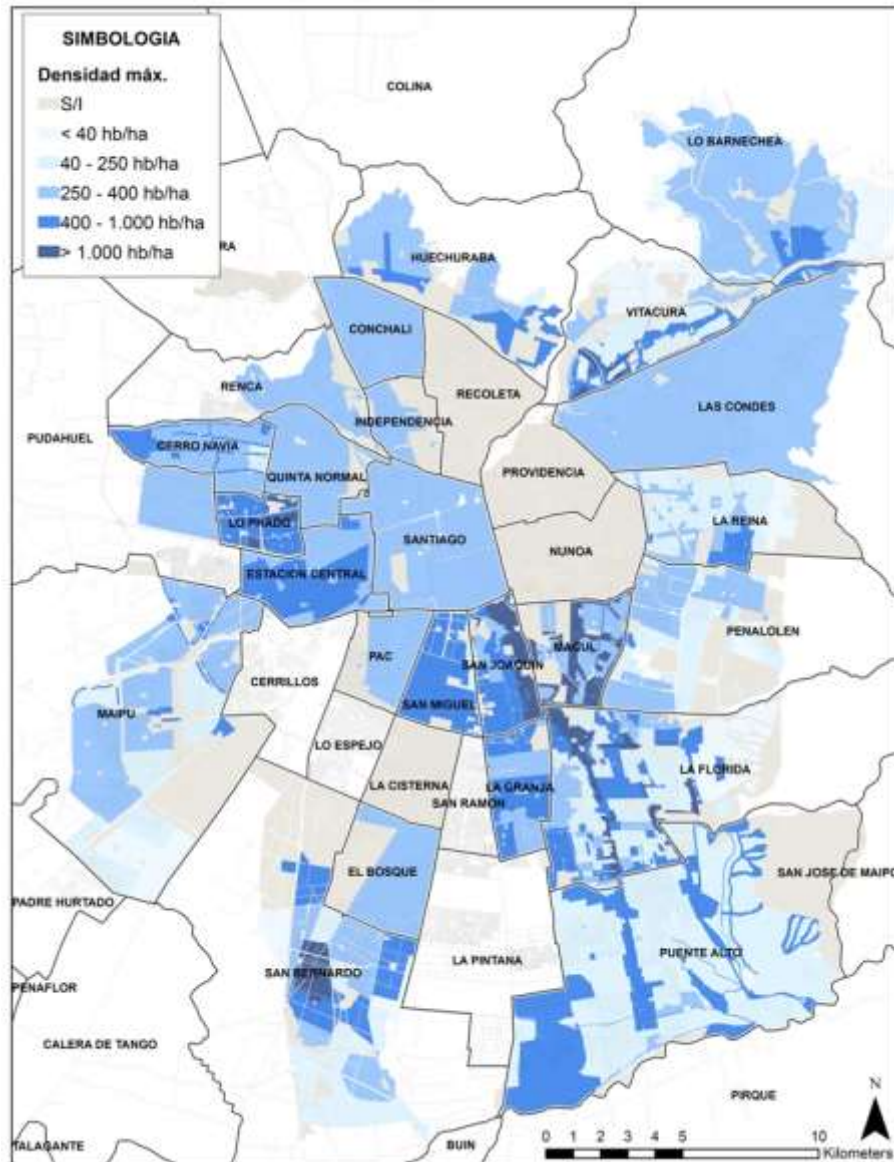 SIMBOLOGIA
Densidad máx.
S/I
< 40 hb/ha
40 - 250 hb/ha
250 - 400 hb/ha
400 - 1.000 hb/ha
> 1.000 hb/ha
COLINA
LO BARNECHEA
RA
HUECHURABA
VITACURA
CONCHALI
RENCA
RECOLETA
LAS CONDES
INDEPENDENCIA
PUDAHUEL
CERRO NAVIA
QUINTA NORMAL
PROVIDENCIA
LO PRADO
LA REINA
SANTIAGO
NUNOA
ESTACION CENTRAL
PENALOLEN
MACUL
PAC
SAN JOAQUIN
CERRILLOS
SAN MIGUEL
MAIPU
LO ESPEJO
LA FLORIDA
LA CISTERNA
LA GRANJA
SAN RAMON
EL BOSQUE
SAN JOSE DE MAIPO
PADRE HURTADO
PUENTE ALTO
LA PINTANA
SAN BERNARDO
PENAFLOR
CALERA DE TANGO
PIRQUE
N
TALAGANTE
BUIN
0 1 2 3 4 5 10
Kilometers